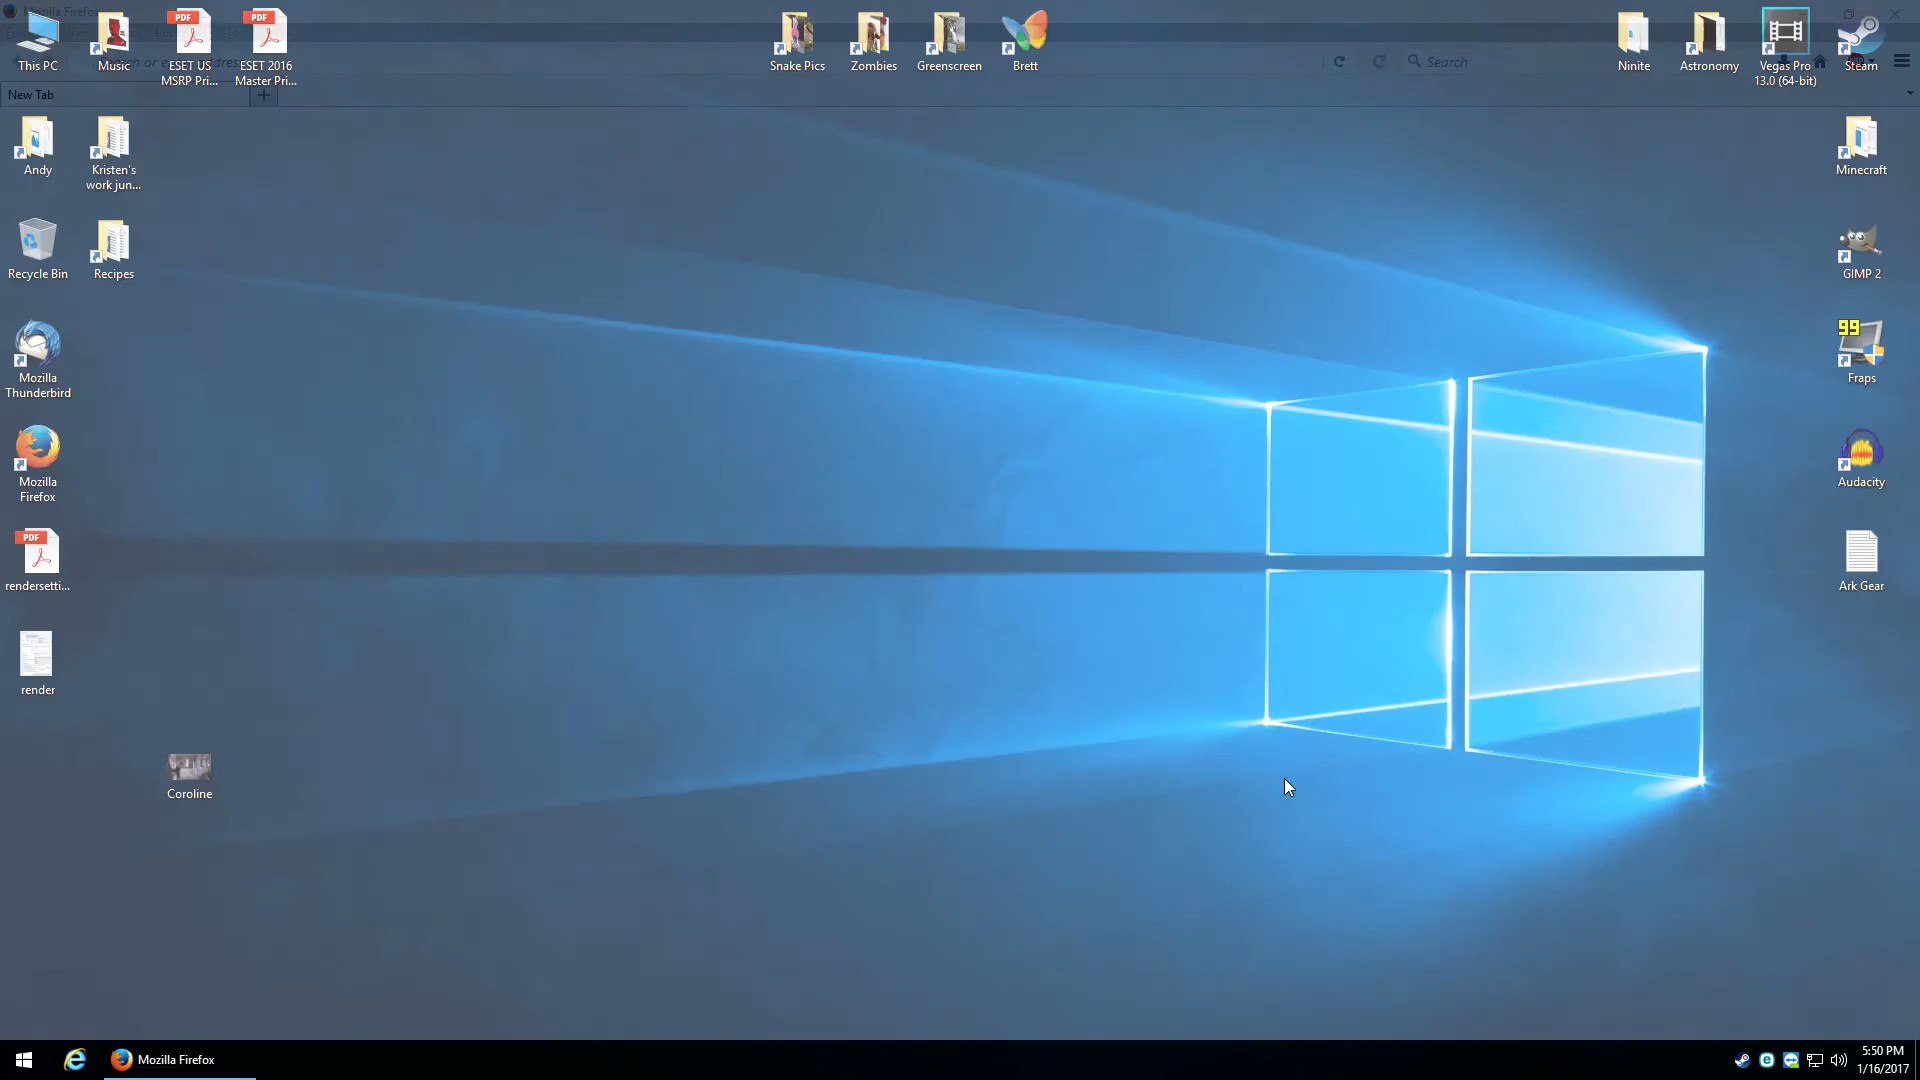 Mozilla Firefox
This PC
Music
PDF
ESET US
MSRP Pri...
PDF
ESET 2016
Master Pri...
Snake Pics
Zombies
Greenscreen
Brett
Search
Ninite
Astronomy
Vegas Pro
13.0 (64-bit)
Steam
New Tab
Andy
Kristen's
work jun...
Minecraft
Recycle Bin
Recipes
GIMP 2
Mozilla
Thunderbird
99
Fraps
Mozilla
Firefox
Audacity
PDF
rendersetti...
Ark Gear
render
Coroline
Mozilla Firefox
5:50 PM
1/16/2017